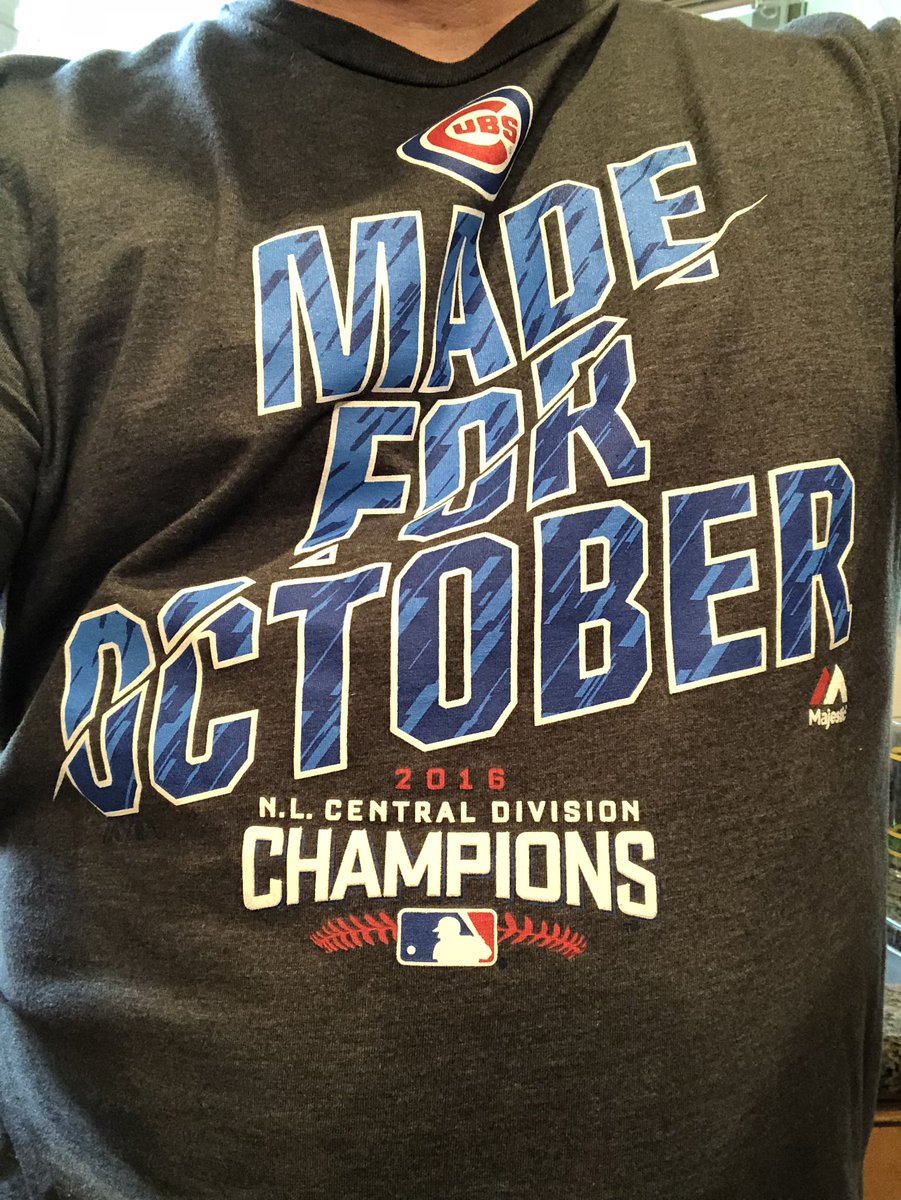 CUBS
MADE
FOR
OCTOBER
Majestic
2016
N.L. CENTRAL DIVISION
CHAMPIONS